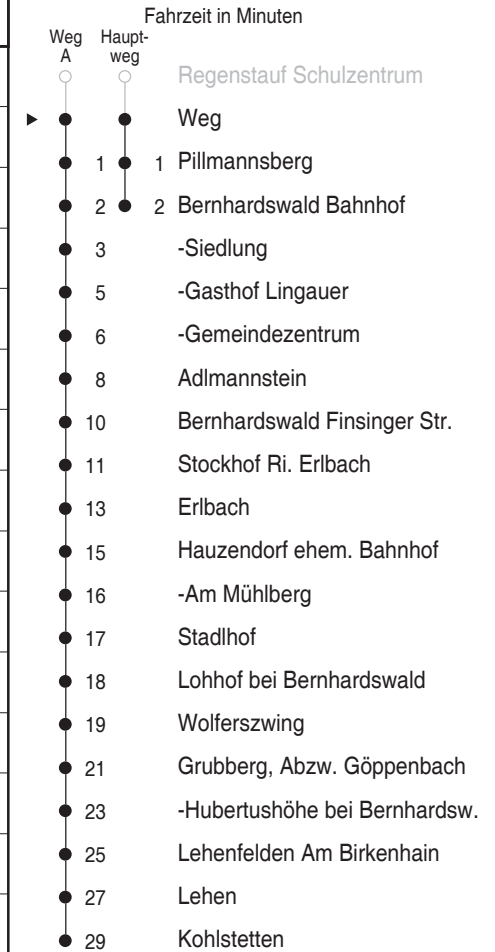 Fahrzeit in Minuten
Weg Haupt-
A weg
Regenstauf Schulzentrum
Weg
1 1 Pillmannsberg
2 2 Bernhardswald Bahnhof
3 -Siedlung
5 -Gasthof Lingauer
6 -Gemeindezentrum
8 Adlmannstein
10 Bernhardswald Finsinger Str.
11 Stockhof Ri. Erlbach
13 Erlbach
15 Hauzendorf ehem. Bahnhof
16 -Am Mühlberg
17 Stadlhof
18 Lohhof bei Bernhardswald
19 Wolferszwing
21 Grubberg, Abzw. Göppenbach
23 -Hubertushöhe bei Bernhardsw.
25 Lehenfelden Am Birkenhain
27 Lehen
29 Kohlstetten